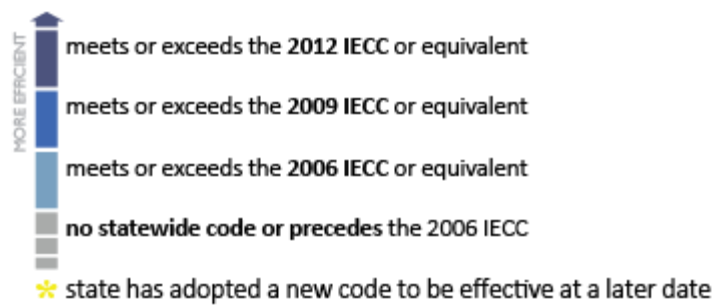 MORE EFFICIENT
meets or exceeds the 2012 IECC or equivalent
meets or exceeds the 2009 IECC or equivalent
meets or exceeds the 2006 IECC or equivalent
no statewide code or precedes the 2006 IECC
* state has adopted a new code to be effective at a later date